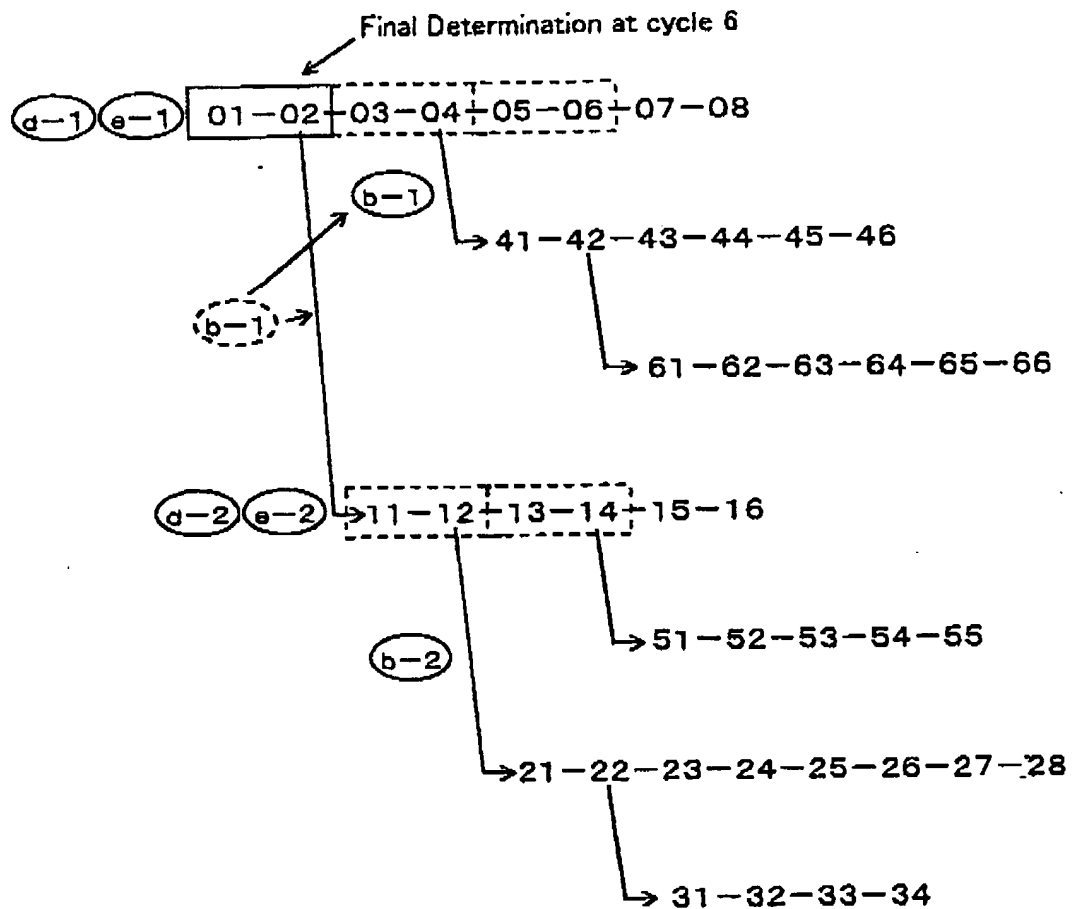 Final Determination at cycle 6
d-1 e-1 01-02-03-04-05-06-07-08
b-1
41-42-43-44-45-46
b-1
61-62-63-64-65-66
d-2 e-2 11-12-13-14-15-16
51-52-53-54-55
b-2
21-22-23-24-25-26-27-28
31-32-33-34